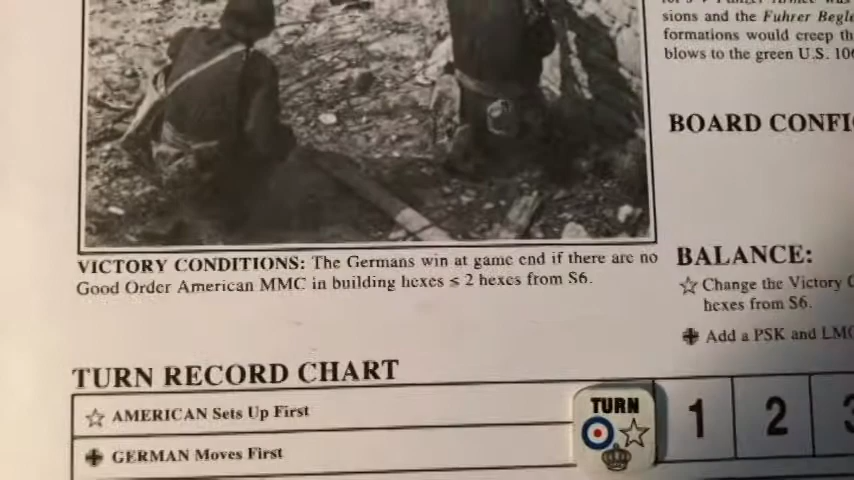 sions and the Fuhrer Begle
formations would creep th
blows to the green U.S. 106
BOARD CONFI
VICTORY CONDITIONS: The Germans win at game end if there are no
Good Order American MMC in building hexes ≤ 2 hexes from S6.
BALANCE:
☆ Change the Victory C
hexes from S6.
Add a PSK and LMG
TURN RECORD CHART
☆ AMERICAN Sets Up First
GERMAN Moves First
TURN
1 2 3